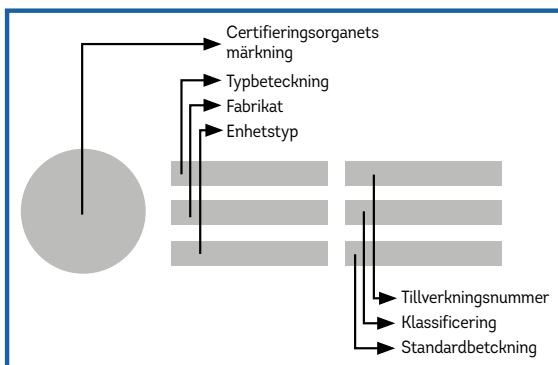 Certifieringsorganets
märkning
Typbeteckning
Fabrikat
Enhetstyp
Tillverkningsnummer
Klassificering
Standardbetckning